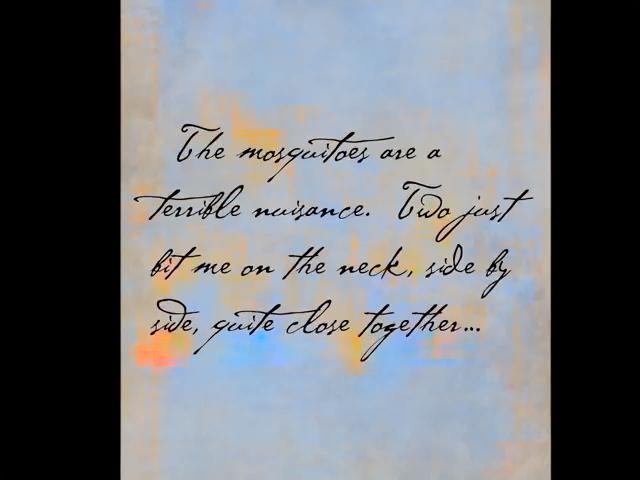 The mosquitoes are a
terrible nuisance. Two just
bit me on the neck, side by
side, quite close together...